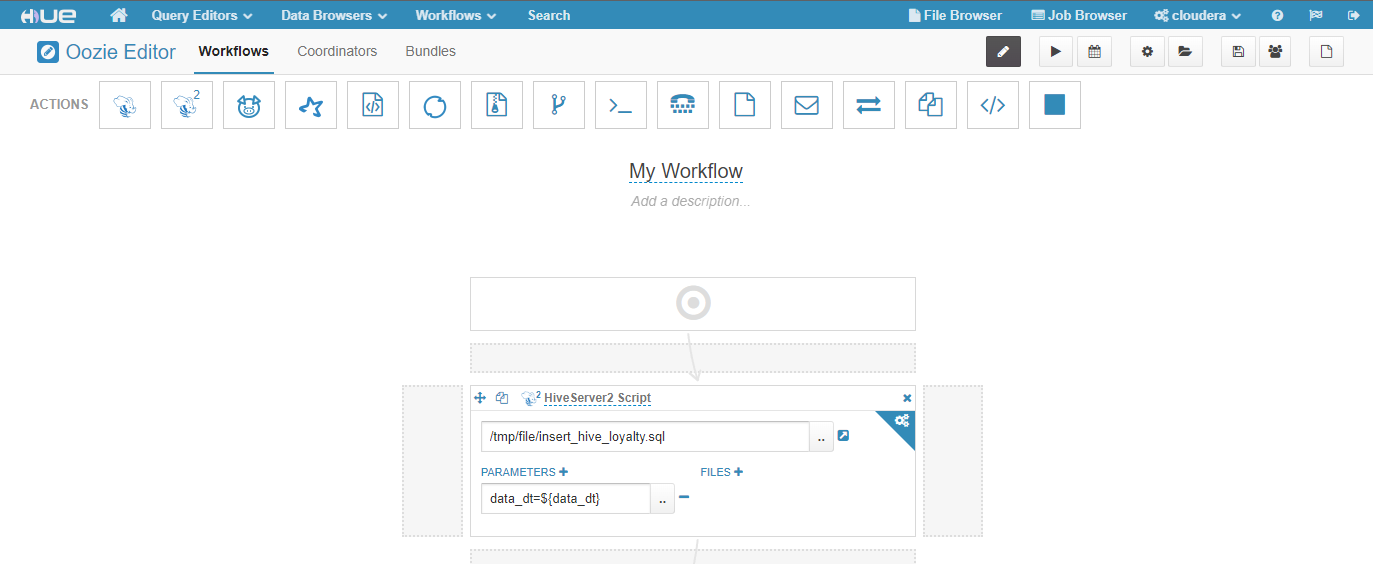 HUE Query Editors Data Browsers Workflows Search File Browser Job Browser cloudera
Oozie Editor Workflows Coordinators Bundles
ACTIONS 2
My Workflow
Add a description...
2 HiveServer2 Script
/tmp/file/insert_hive_loyalty.sql ..
PARAMETERS + FILES +
data_dt=${data_dt} ..